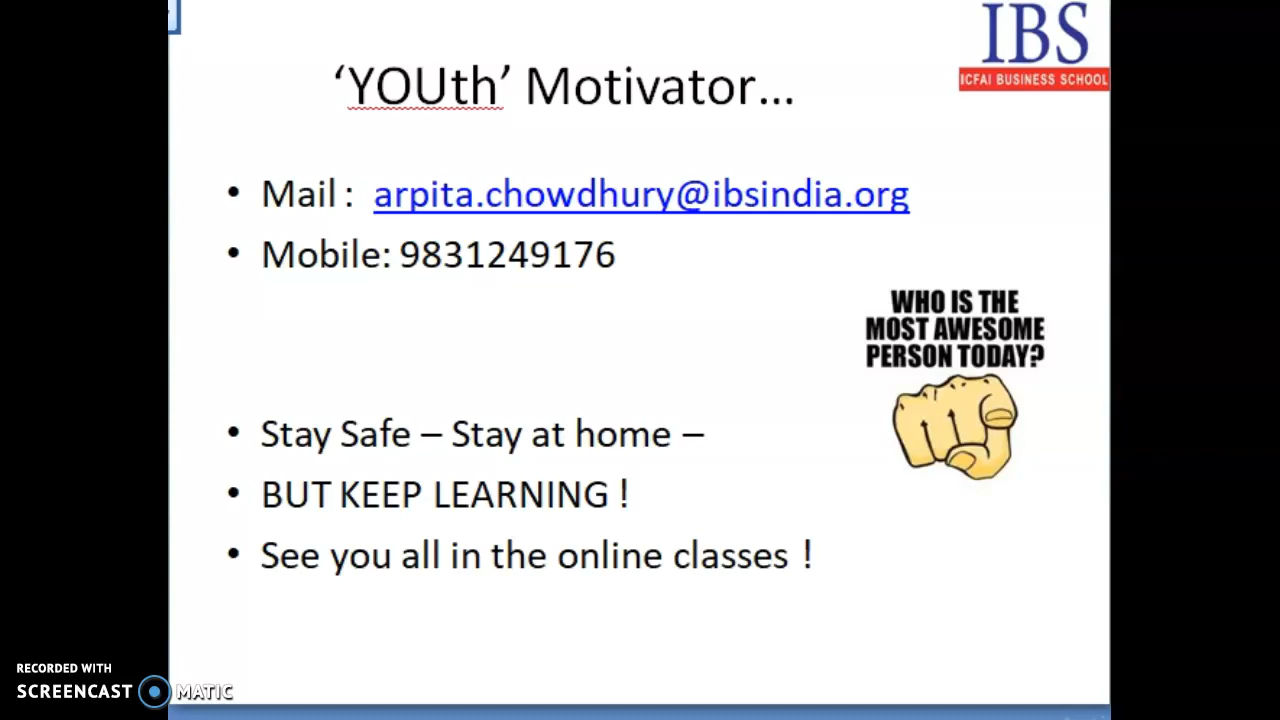 IBS
ICFAI BUSINESS SCHOOL
‘YOUth’ Motivator...
• Mail : arpita.chowdhury@ibsindia.org
• Mobile: 9831249176
WHO IS THE
MOST AWESOME
PERSON TODAY?
• Stay Safe – Stay at home –
• BUT KEEP LEARNING !
• See you all in the online classes !
RECORDED WITH
SCREENCAST MATIC